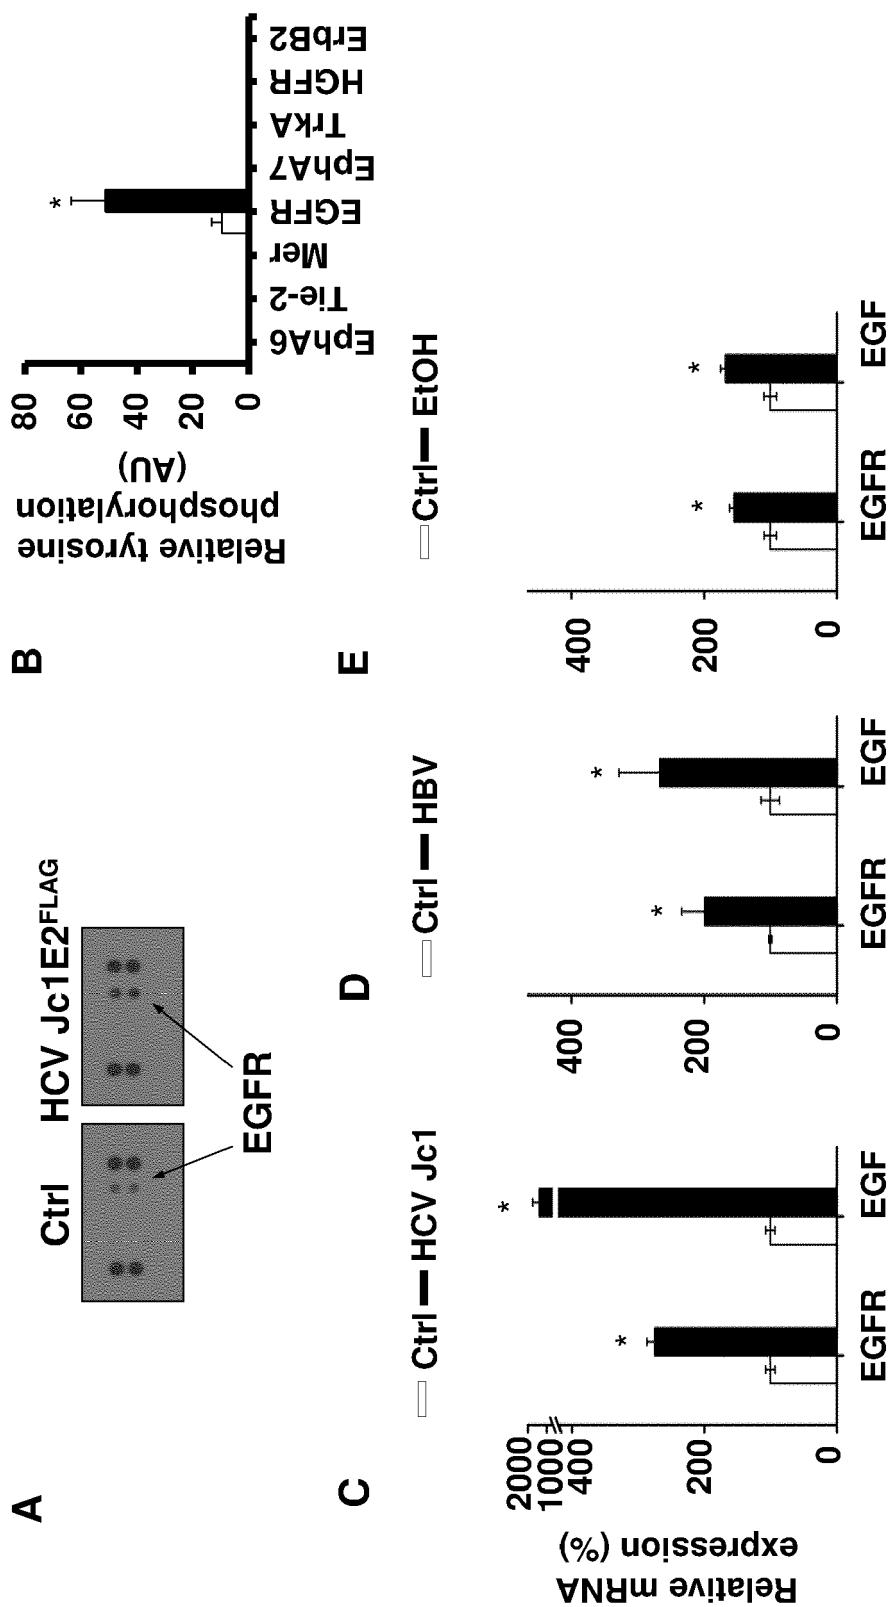 A
Ctrl
HCV Jc1E2FLAG
EGFR
B
Relative tyrosine
phosphorylation
(AU)
80
60
40
20
0
*
EphA6
Tie-2
Mer
EGFR
EphA7
TrkA
HGFR
ErbB2
C
Ctrl
HCV Jc1
Relative mRNA
expression (%)
2000
1000
400
200
0
*
*
EGFR
EGF
D
Ctrl
HBV
400
200
0
*
*
EGFR
EGF
E
Ctrl
EtOH
400
200
0
*
*
EGFR
EGF